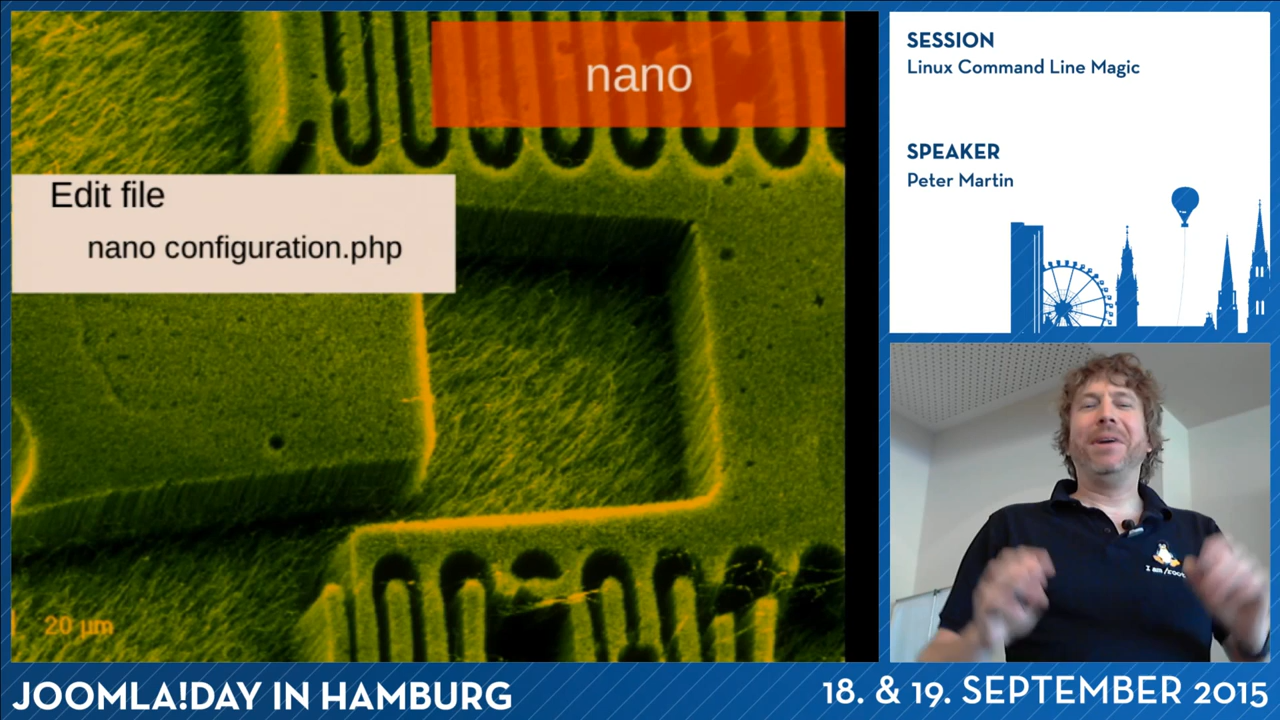 nano
Edit file
nano configuration.php
20 µm
SESSION
Linux Command Line Magic
SPEAKER
Peter Martin
I am /root
JOOMLA!DAY IN HAMBURG
18. & 19. SEPTEMBER 2015